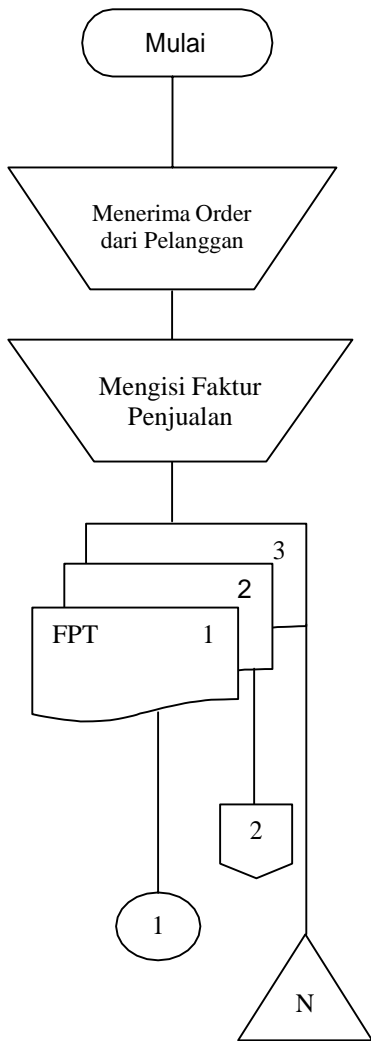 Mulai
Menerima Order
dari Pelanggan
Mengisi Faktur
Penjualan
3
2
FPT 1
2
1
N